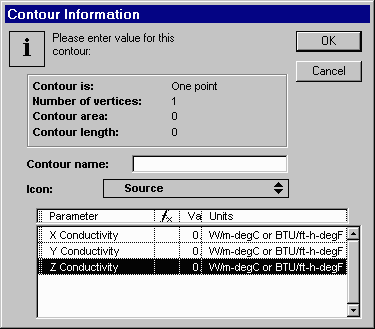 Contour Information
Please enter value for this
contour:
OK
Cancel
Contour is: One point
Number of vertices: 1
Contour area: 0
Contour length: 0
Contour name:
Icon: Source
Parameter fx Va Units
X Conductivity 0. W/m-degC or BTU/ft-h-degF
Y Conductivity 0. W/m-degC or BTU/ft-h-degF
Z Conductivity 0. W/m-degC or BTU/ft-h-degF